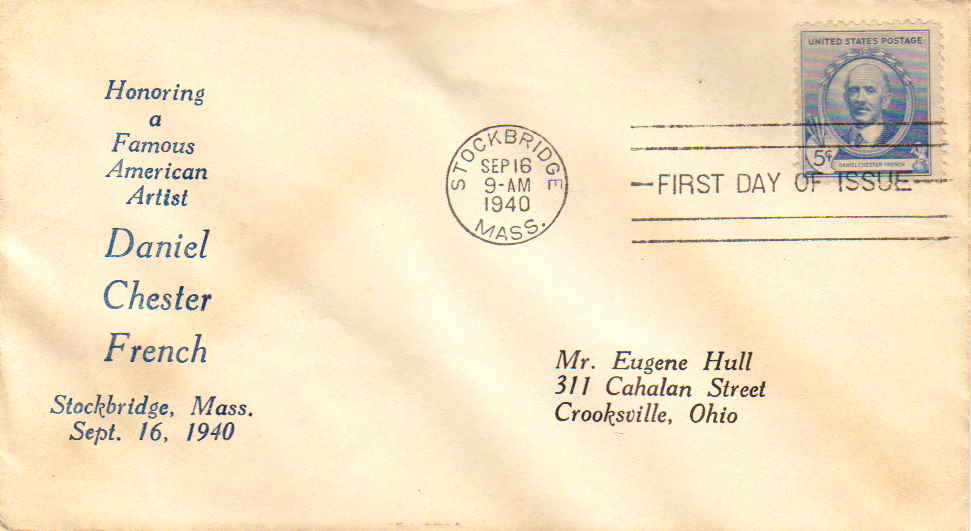 Honoring
a
Famous
American
Artist
Daniel
Chester
French
Stockbridge, Mass.
Sept. 16, 1940
STOCKBRIDGE
SEP 16
9-AM
1940
MASS.
UNITED STATES POSTAGE
5¢
DANIEL CHESTER FRENCH
FIRST DAY OF ISSUE
Mr. Eugene Hull
311 Cahalan Street
Crooksville, Ohio